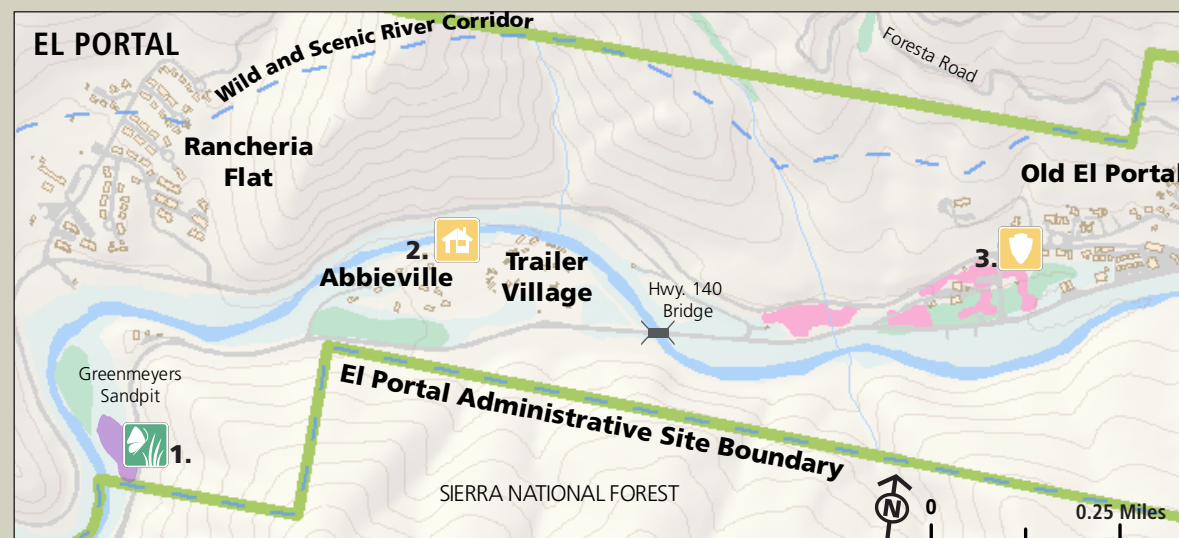 EL PORTAL
Wild and Scenic River Corridor
Foresta Road
Rancheria
Flat
Old El Portal
2.
Abbieville
Trailer
Village
3.
Hwy. 140
Bridge
Greenmeyers
Sandpit
1.
El Portal Administrative Site Boundary
SIERRA NATIONAL FOREST
N
0
0.25 Miles